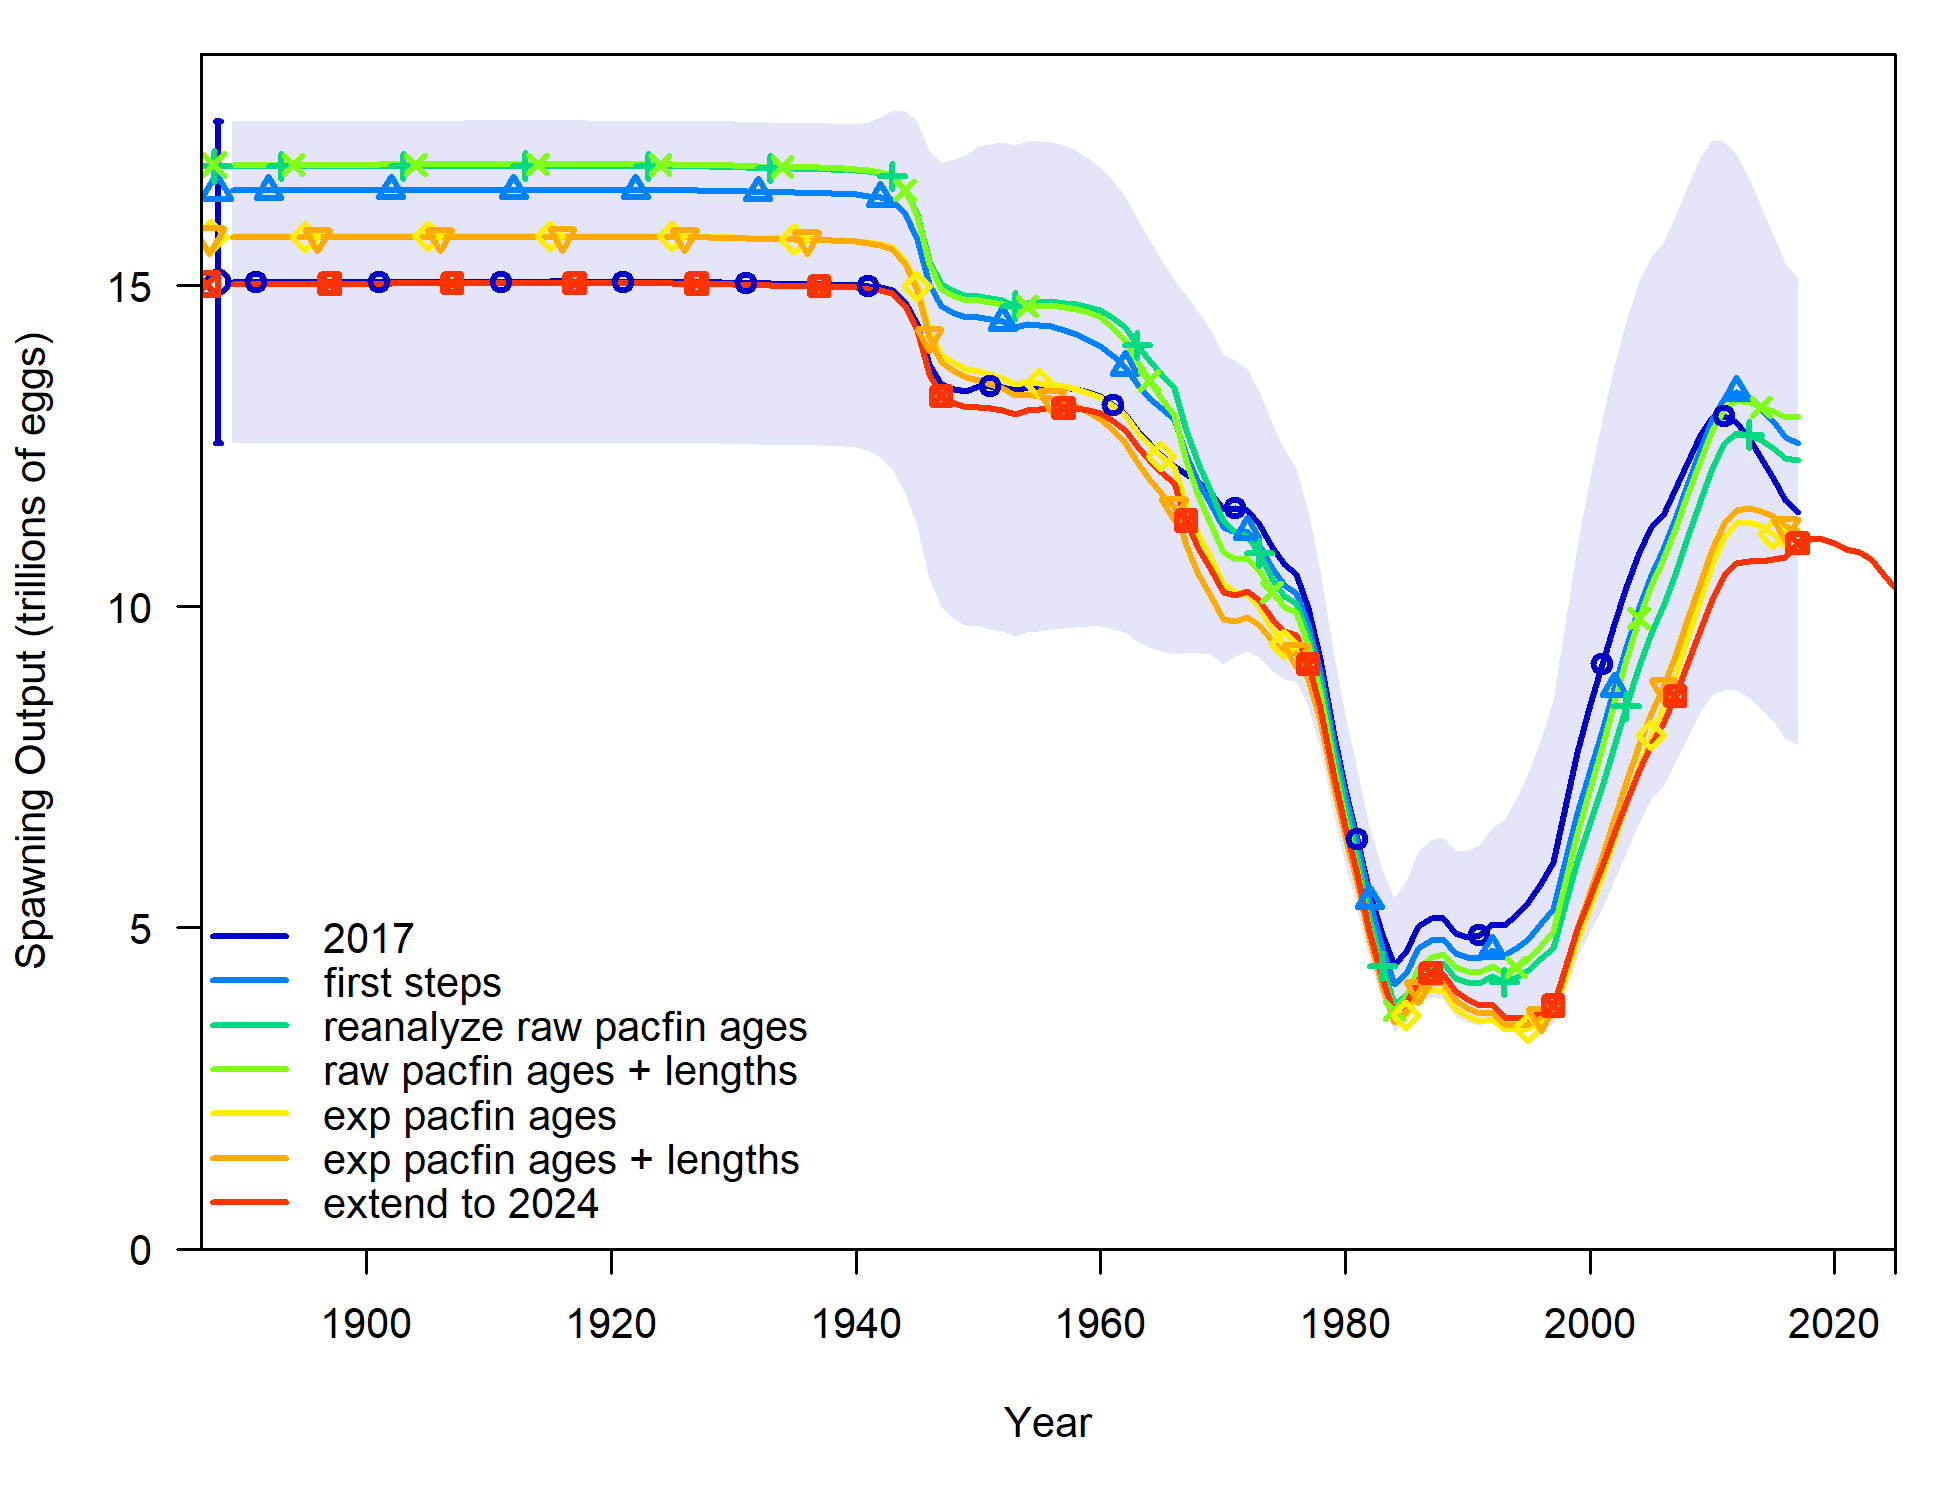 Spawning Output (trillions of eggs)
15
10
5
0
2017
first steps
reanalyze raw pacfin ages
raw pacfin ages + lengths
exp pacfin ages
exp pacfin ages + lengths
extend to 2024
1900 1920 1940 1960 1980 2000 2020
Year